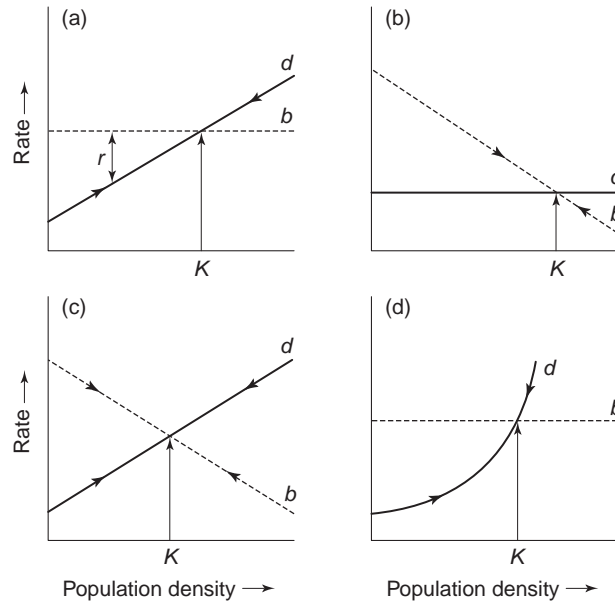 (a)
d
b
r
Rate
K
(b)
b
K
(c)
d
b
Rate
K
Population density
(d)
d
b
K
Population density